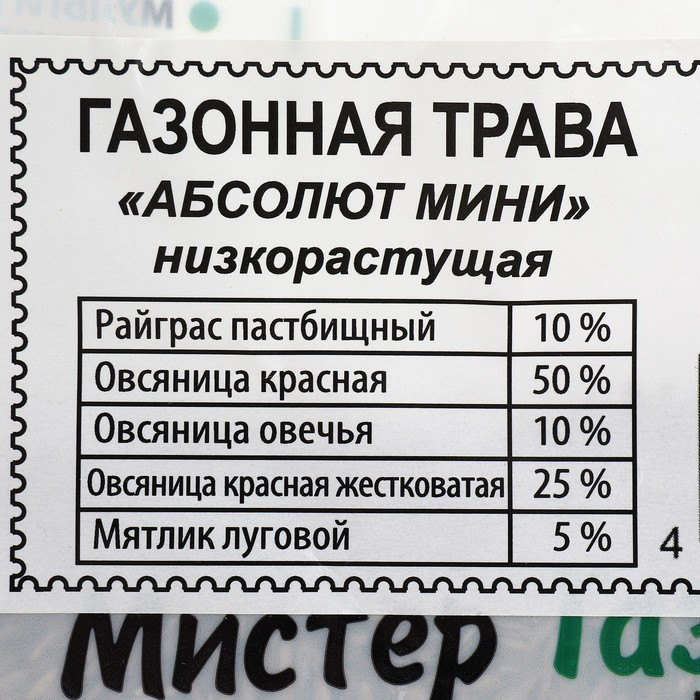 ГАЗОННАЯ ТРАВА
«АБСОЛЮТ МИНИ»
низкорастущая
Райграс пастбищный 10 %
Овсяница красная 50 %
Овсяница овечья 10 %
Овсяница красная жестковатая 25 %
Мятлик луговой 5 %
4
Мистер Газ